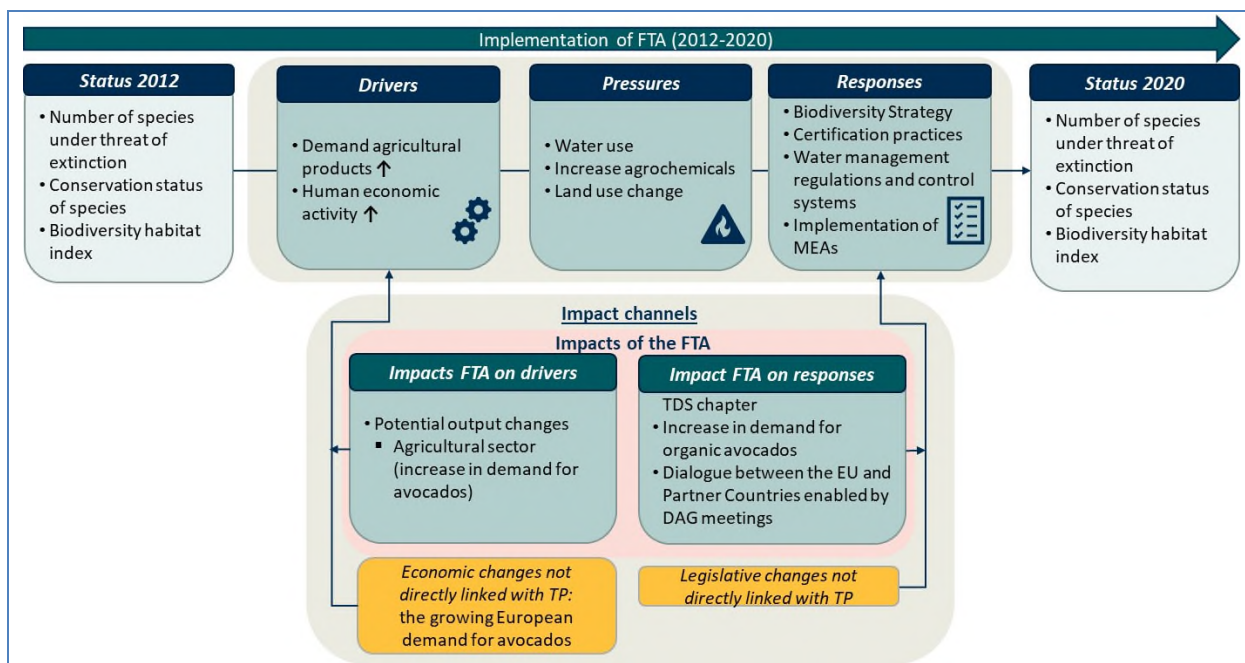 Implementation of FTA (2012-2020)
Status 2012
• Number of species
under threat of
extinction
• Conservation status
of species
• Biodiversity habitat
index
Drivers
• Demand agricultural
products ↑
• Human economic
activity ↑
Pressures
• Water use
• Increase agrochemicals
• Land use change
Responses
• Biodiversity Strategy
• Certification practices
• Water management
regulations and control
systems
• Implementation of
MEAs
Status 2020
• Number of species
under threat of
extinction
• Conservation status
of species
• Biodiversity habitat
index
Impact channels
Impacts of the FTA
Impacts FTA on drivers
• Potential output changes
▪ Agricultural sector
(increase in demand for
avocados)
Impact FTA on responses
TDS chapter
• Increase in demand for
organic avocados
• Dialogue between the EU and
Partner Countries enabled by
DAG meetings
Economic changes not
directly linked with TP:
the growing European
demand for avocados
Legislative changes not
directly linked with TP